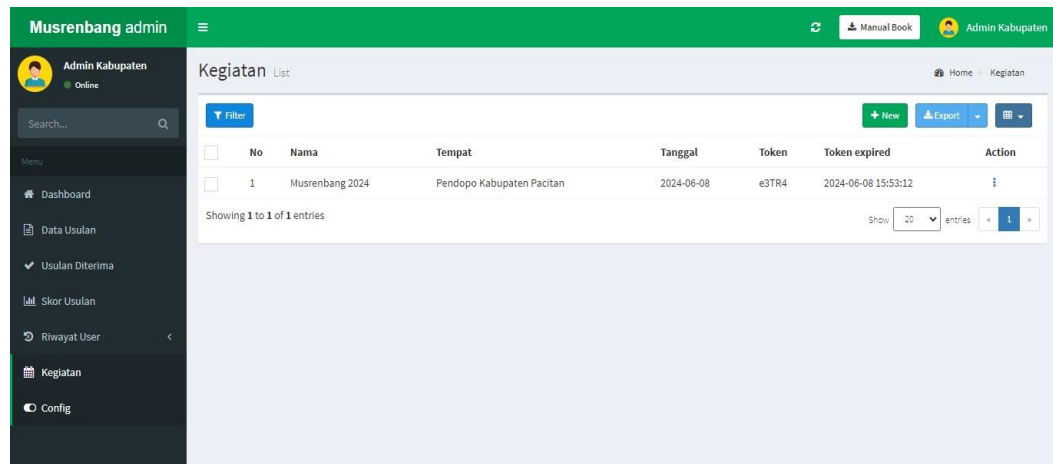 Musrenbang admin
Manual Book
Admin Kabupaten
Admin Kabupaten
Online
Search...
Menu
Dashboard
Data Usulan
Usulan Diterima
Skor Usulan
Riwayat User
Kegiatan
Config
Kegiatan List
Home > Kegiatan
Filter
New
Export
No Nama Tempat Tanggal Token Token expired Action
1 Musrenbang 2024 Pendopo Kabupaten Pacitan 2024-06-08 e3TR4 2024-06-08 15:53:12
Showing 1 to 1 of 1 entries
Show 20 entries « 1 »